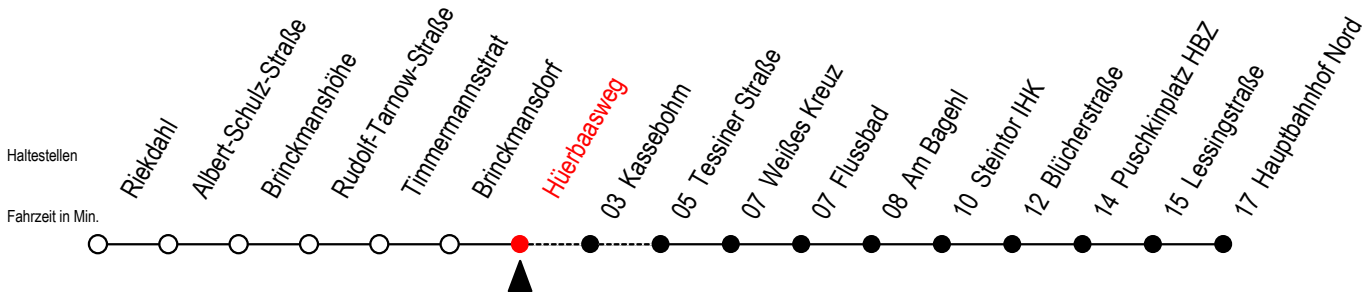 Haltestellen
Fahrzeit in Min.
Riekdahl
Albert-Schulz-Straße
Brinckmanshöhe
Rudolf-Tarnow-Straße
Timmermannsstrat
Brinckmansdorf
Hüerbaasweg
03 Kassebohm
05 Tessiner Straße
07 Weißes Kreuz
07 Flussbad
08 Am Bagehl
10 Steintor IHK
12 Blücherstraße
14 Puschkinplatz HBZ
15 Lessingstraße
17 Hauptbahnhof Nord